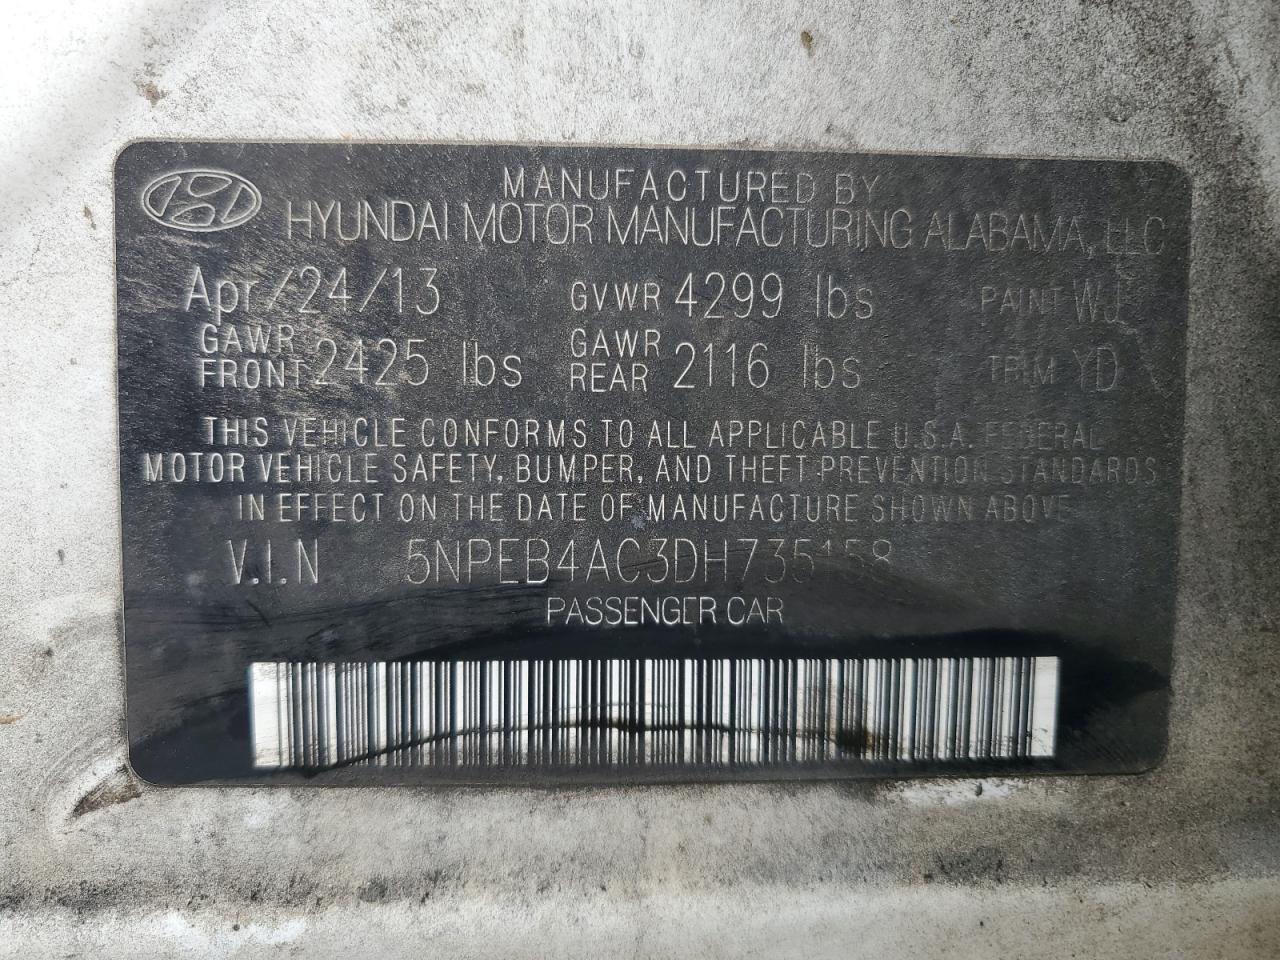 MANUFACTURED BY
HYUNDAI MOTOR MANUFACTURING ALABAMA, LLC
Apr/24/13 GVWR 4299 lbs PAINT WJ
GAWR FRONT 2425 lbs GAWR REAR 2116 lbs TRIM YD
THIS VEHICLE CONFORMS TO ALL APPLICABLE U.S.A. FEDERAL
MOTOR VEHICLE SAFETY, BUMPER, AND THEFT PREVENTION STANDARDS
IN EFFECT ON THE DATE OF MANUFACTURE SHOWN ABOVE
V.I.N 5NPEB4AC3DH735158
PASSENGER CAR